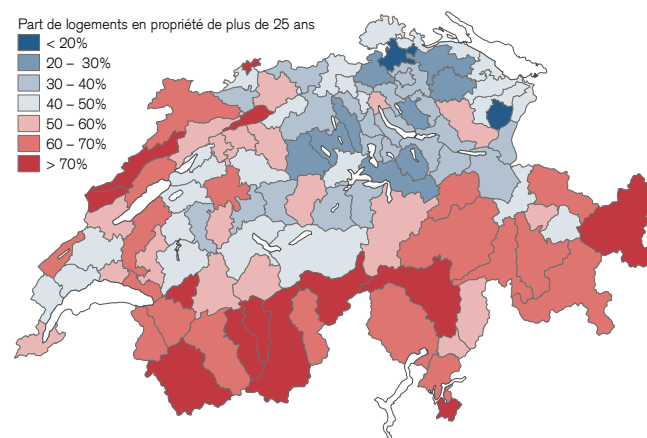 Part de logements en propriété de plus de 25 ans
< 20%
20 – 30%
30 – 40%
40 – 50%
50 – 60%
60 – 70%
> 70%